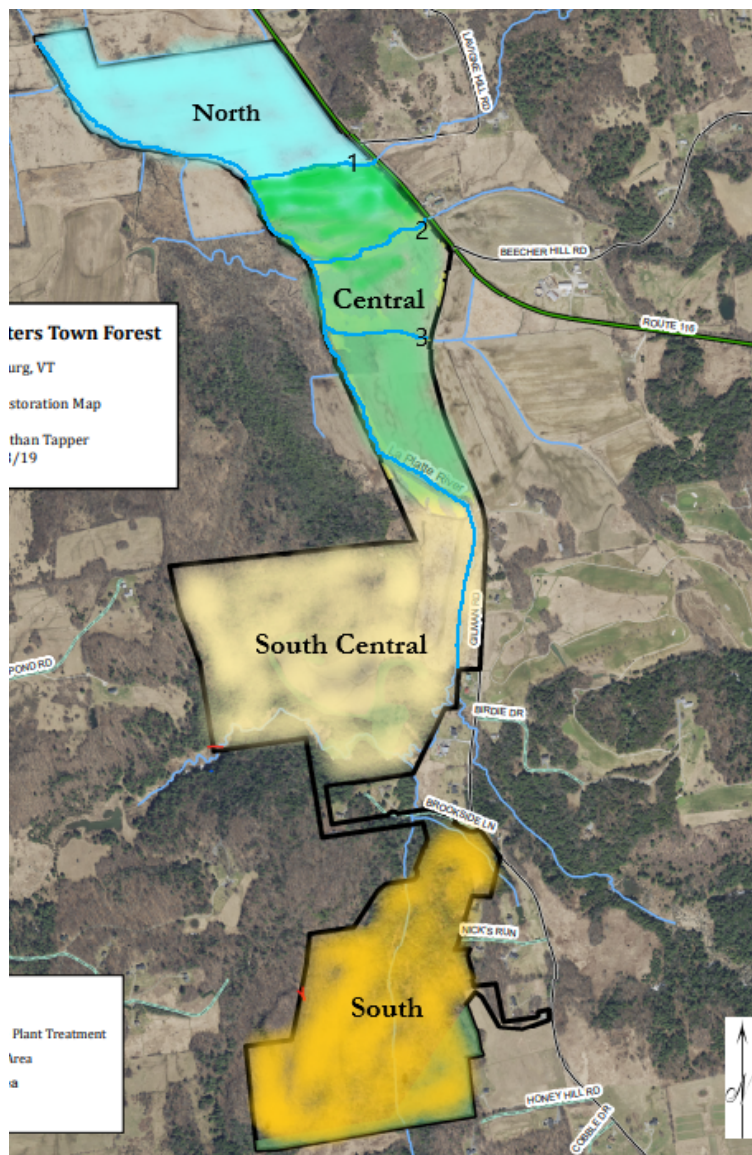 LAVIGNE HILL RD
North
1
2
BEECHER HILL RD
Central
ROUTE 116
3
ters Town Forest
urg, VT
storation Map
than Tapper
/19
La Platte River
GILMAN RD
South Central
POND RD
BIRDIE DR
BROOKSIDE LN
NICK'S RUN
South
Plant Treatment
Area
HONEY HILL RD
COBBLE DR